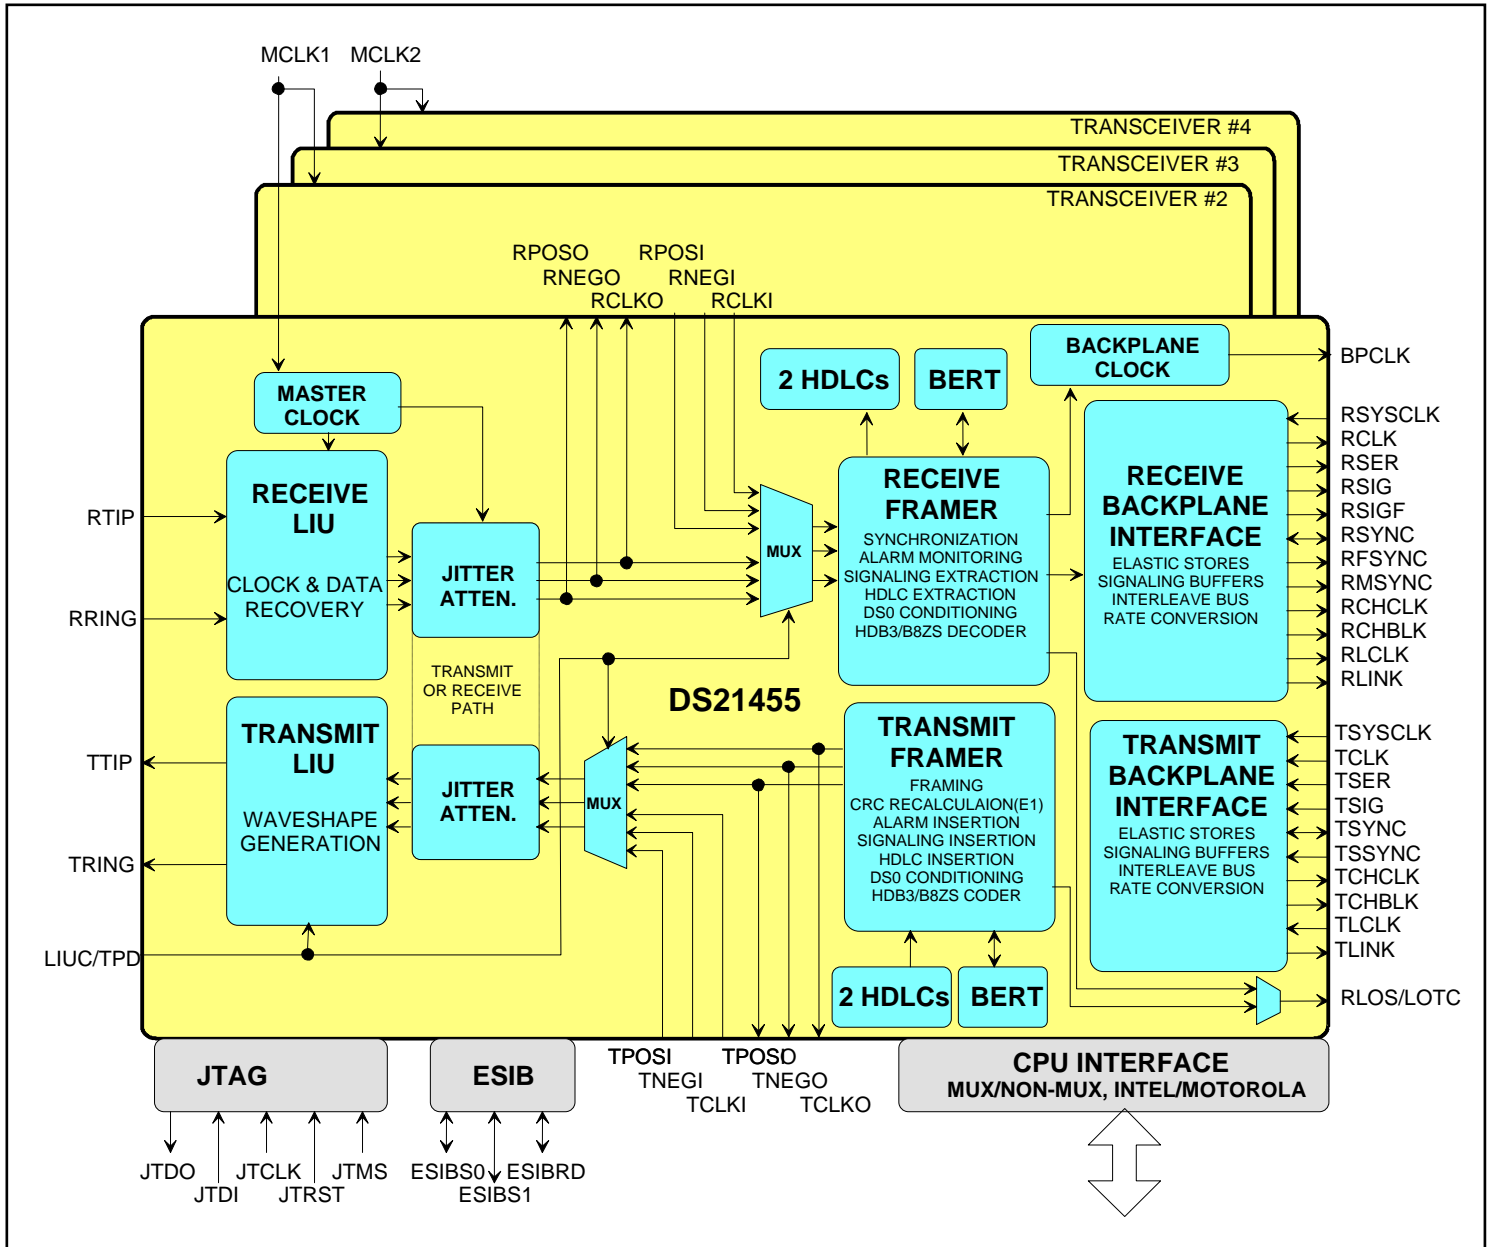 MCLK1
MCLK2
TRANSCEIVER #4
TRANSCEIVER #3
TRANSCEIVER #2
RPOSO
RNEGO
RCLKO
RPOSI
RNEGI
RCLKI
MASTER
CLOCK
2 HDLCs
BERT
BACKPLANE
CLOCK
BPCLK
RTIP
RRING
RECEIVE
LIU
CLOCK & DATA
RECOVERY
JITTER
ATTEN.
MUX
RECEIVE
FRAMER
SYNCHRONIZATION
ALARM MONITORING
SIGNALING EXTRACTION
HDLC EXTRACTION
DS0 CONDITIONING
HDB3/B8ZS DECODER
RECEIVE
BACKPLANE
INTERFACE
ELASTIC STORES
SIGNALING BUFFERS
INTERLEAVE BUS
RATE CONVERSION
RSYSCLK
RCLK
RSER
RSIG
RSIGF
RSYNC
RFSYNC
RMSYNC
RCHCLK
RCHBLK
RLCLK
RLINK
TRANSMIT
OR RECEIVE
PATH
DS21455
TTIP
TRING
LIUC/TPD
TRANSMIT
LIU
WAVESHAPE
GENERATION
JITTER
ATTEN.
MUX
TRANSMIT
FRAMER
FRAMING
CRC RECALCULAION(E1)
ALARM INSERTION
SIGNALING INSERTION
HDLC INSERTION
DS0 CONDITIONING
HDB3/B8ZS CODER
2 HDLCs
BERT
TRANSMIT
BACKPLANE
INTERFACE
ELASTIC STORES
SIGNALING BUFFERS
INTERLEAVE BUS
RATE CONVERSION
TSYSCLK
TCLK
TSER
TSIG
TSYNC
TSSYNC
TCHCLK
TCHBLK
TLCLK
TLINK
RLOS/LOTC
JTAG
ESIB
TPOSI
TNEGI
TCLKI
TPOSO
TNEGO
TCLKO
CPU INTERFACE
MUX/NON-MUX, INTEL/MOTOROLA
JTDO
JTDI
JTCLK
JTRST
JTMS
ESIBS0
ESIBS1
ESIBRD